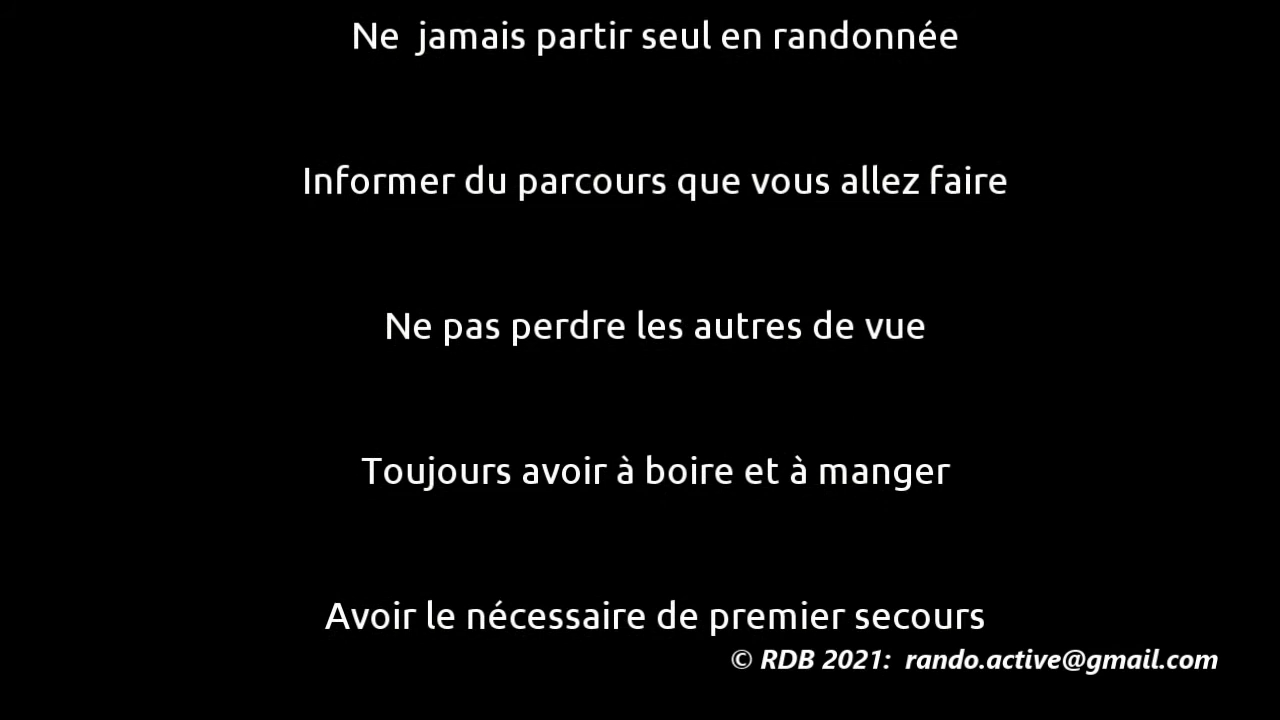 Ne  jamais partir seul en randonnée
Informer du parcours que vous allez faire
Ne pas perdre les autres de vue
Toujours avoir à boire et à manger
Avoir le nécessaire de premier secours
© RDB 2021:  rando.active@gmail.com